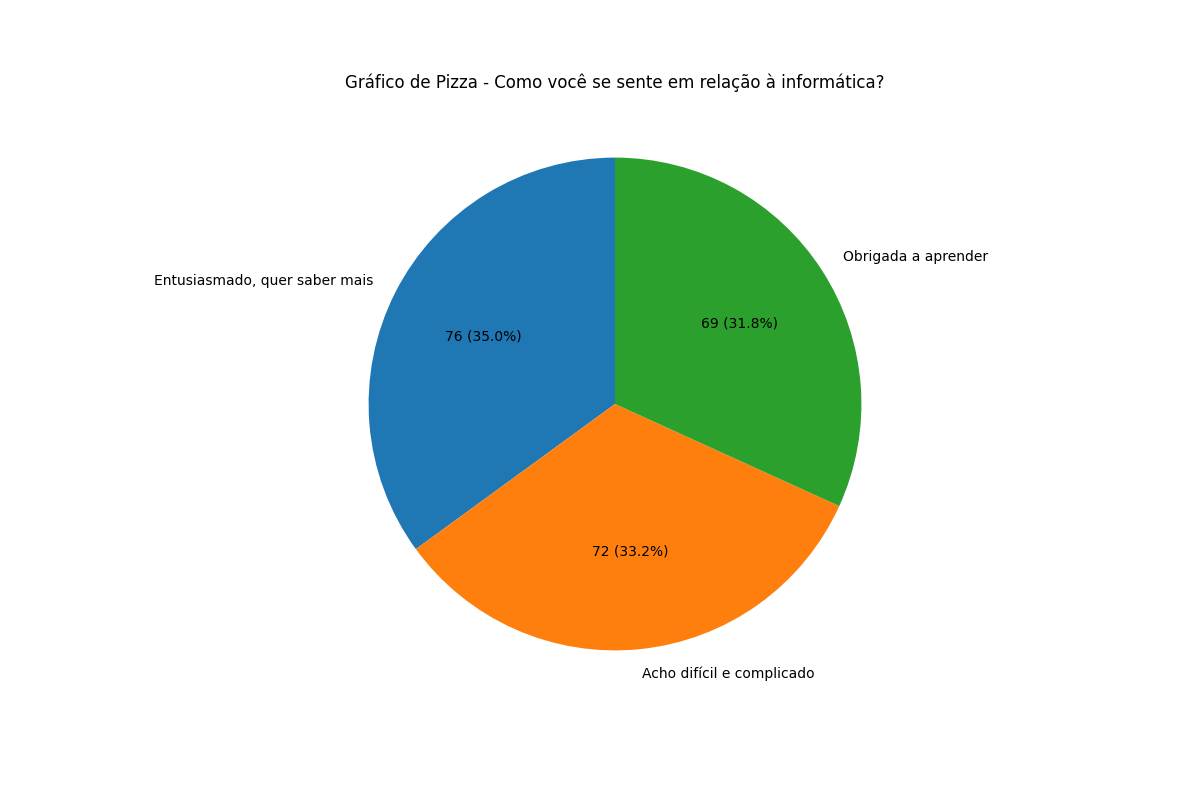 Gráfico de Pizza - Como você se sente em relação à informática?
Obrigada a aprender
Entusiasmado, quer saber mais
69 (31.8%)
76 (35.0%)
72 (33.2%)
Acho difícil e complicado